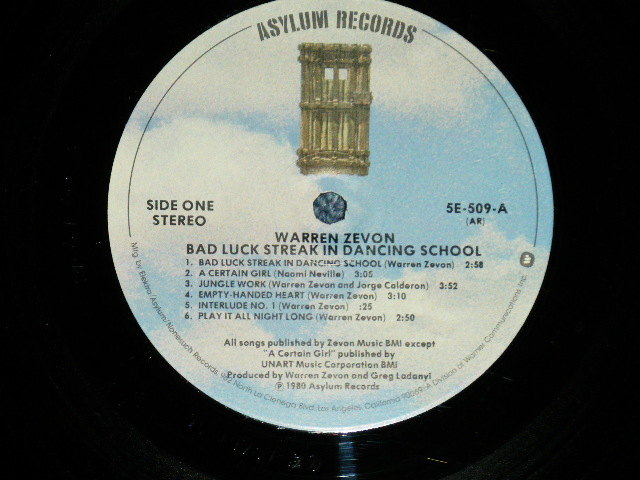 ASYLUM RECORDS
SIDE ONE
STEREO
5E-509-A
(AR)
WARREN ZEVON
BAD LUCK STREAK IN DANCING SCHOOL
1. BAD LUCK STREAK IN DANCING SCHOOL (Warren Zevon) 2:58
2. A CERTAIN GIRL (Naomi Neville) 3:05
3. JUNGLE WORK (Warren Zevon and Jorge Calderon) 3:52
4. EMPTY-HANDED HEART (Warren Zevon) 3:10
5. INTERLUDE NO. 1 (Warren Zevon) :25
6. PLAY IT ALL NIGHT LONG (Warren Zevon) 2:50
All songs published by Zevon Music BMI except
"A Certain Girl" published by
UNART Music Corporation BMI
Produced by Warren Zevon and Greg Ladanyi
℗ 1980 Asylum Records
Mfg. by Elektra/Asylum/Nonesuch Records, 962 North La Cienega Blvd., Los Angeles, California 90069 • A Division of Warner Communications Inc.